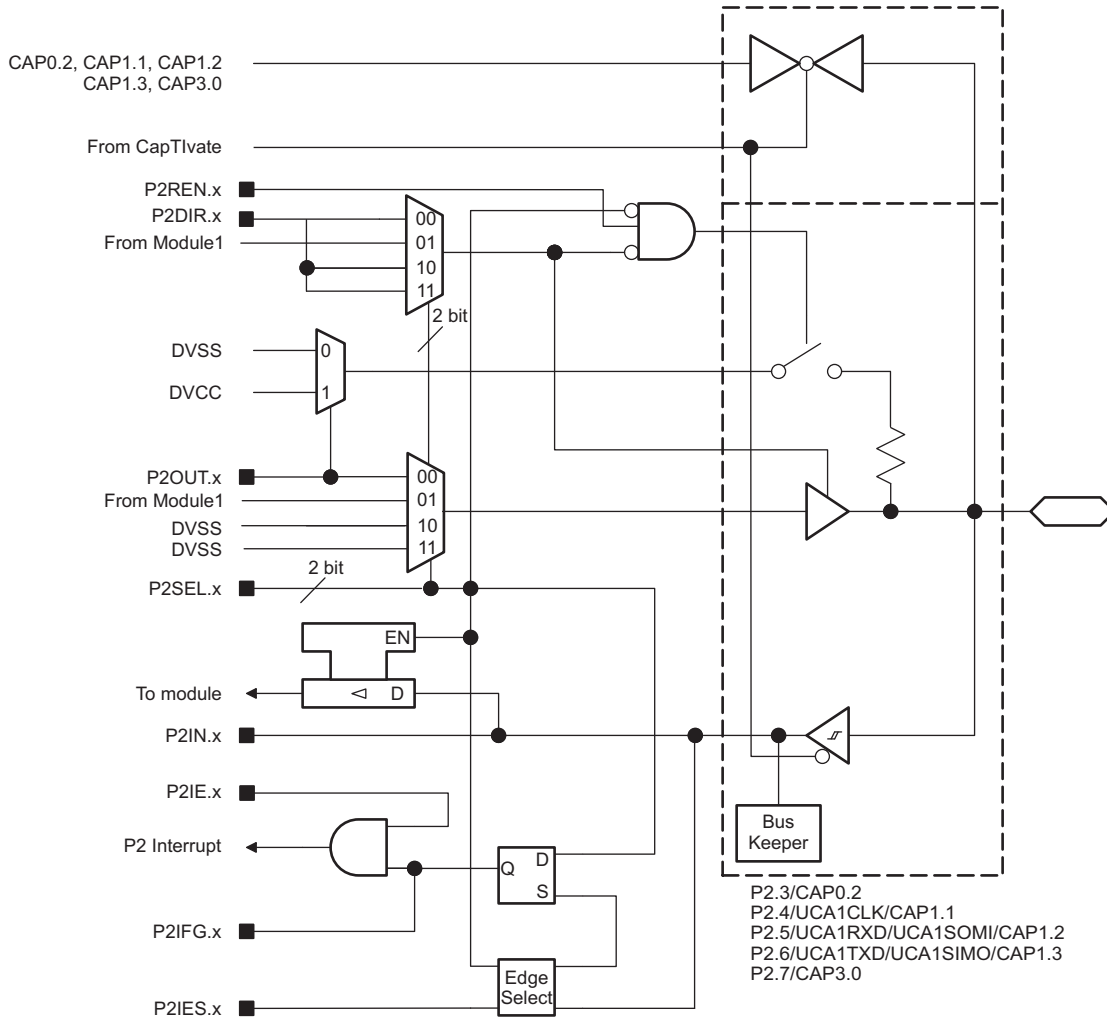 CAP0.2, CAP1.1, CAP1.2
CAP1.3, CAP3.0
From CapTIvate
P2REN.x
P2DIR.x
From Module1
00
01
10
11
2 bit
DVSS
0
DVCC
1
P2OUT.x
From Module1
DVSS
DVSS
00
01
10
11
P2SEL.x
2 bit
EN
To module
D
P2IN.x
P2IE.x
P2 Interrupt
Q
D
S
P2IFG.x
Edge
Select
P2IES.x
Bus
Keeper
P2.3/CAP0.2
P2.4/UCA1CLK/CAP1.1
P2.5/UCA1RXD/UCA1SOMI/CAP1.2
P2.6/UCA1TXD/UCA1SIMO/CAP1.3
P2.7/CAP3.0